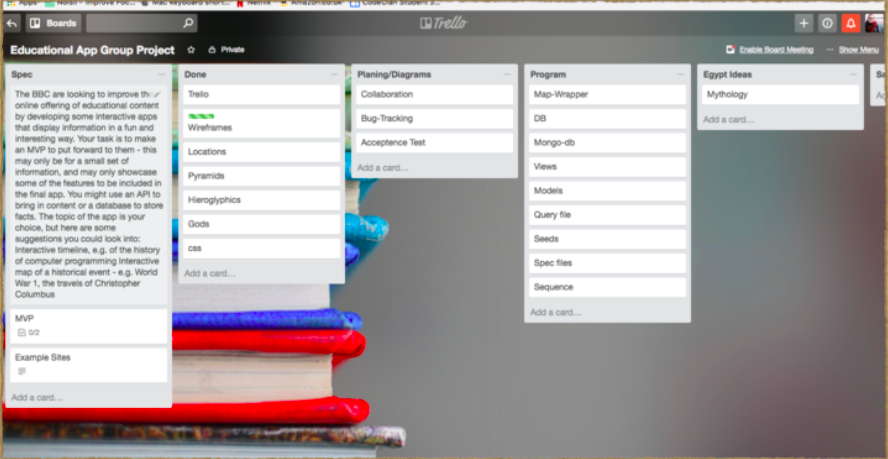 Apps
Netflix
Boards
Trello
Educational App Group Project
Private
Enable Board Meeting
Show Menu
Spec
The BBC are looking to improve
online offering of educational content
by developing some interactive apps
that display information in a fun and
interesting way. Your task is to make
an MVP to put forward to them - this
may only be for a small set of
information, and may only showcase
some of the features to be included in
the final app. You might use an API to
bring in content or a database to store
facts. The topic of the app is your
choice, but here are some
suggestions you could look into:
Interactive timeline, e.g. of the history
of computer programming Interactive
map of a historical event - e.g. World
War 1, the travels of Christopher
Columbus
MVP
0/2
Example Sites
Add a card...
Done
Trello
Wireframes
Locations
Pyramids
Hieroglyphics
Gods
css
Add a card...
Planing/Diagrams
Collaboration
Bug-Tracking
Acceptence Test
Add a card...
Program
Map-Wrapper
DB
Mongo-db
Views
Models
Query file
Seeds
Spec files
Sequence
Add a card...
Egypt Ideas
Mythology
Add a card...